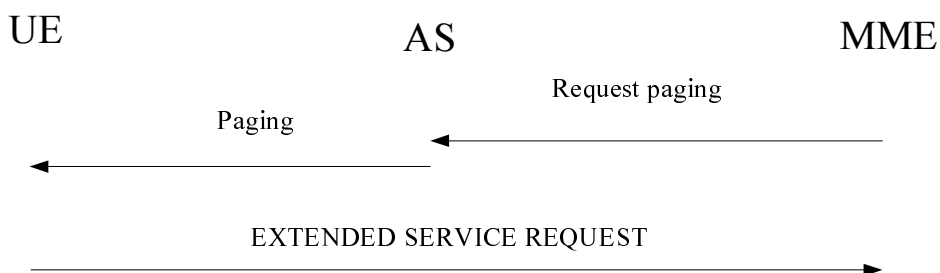 UE
AS
MME
Request paging
Paging
EXTENDED SERVICE REQUEST